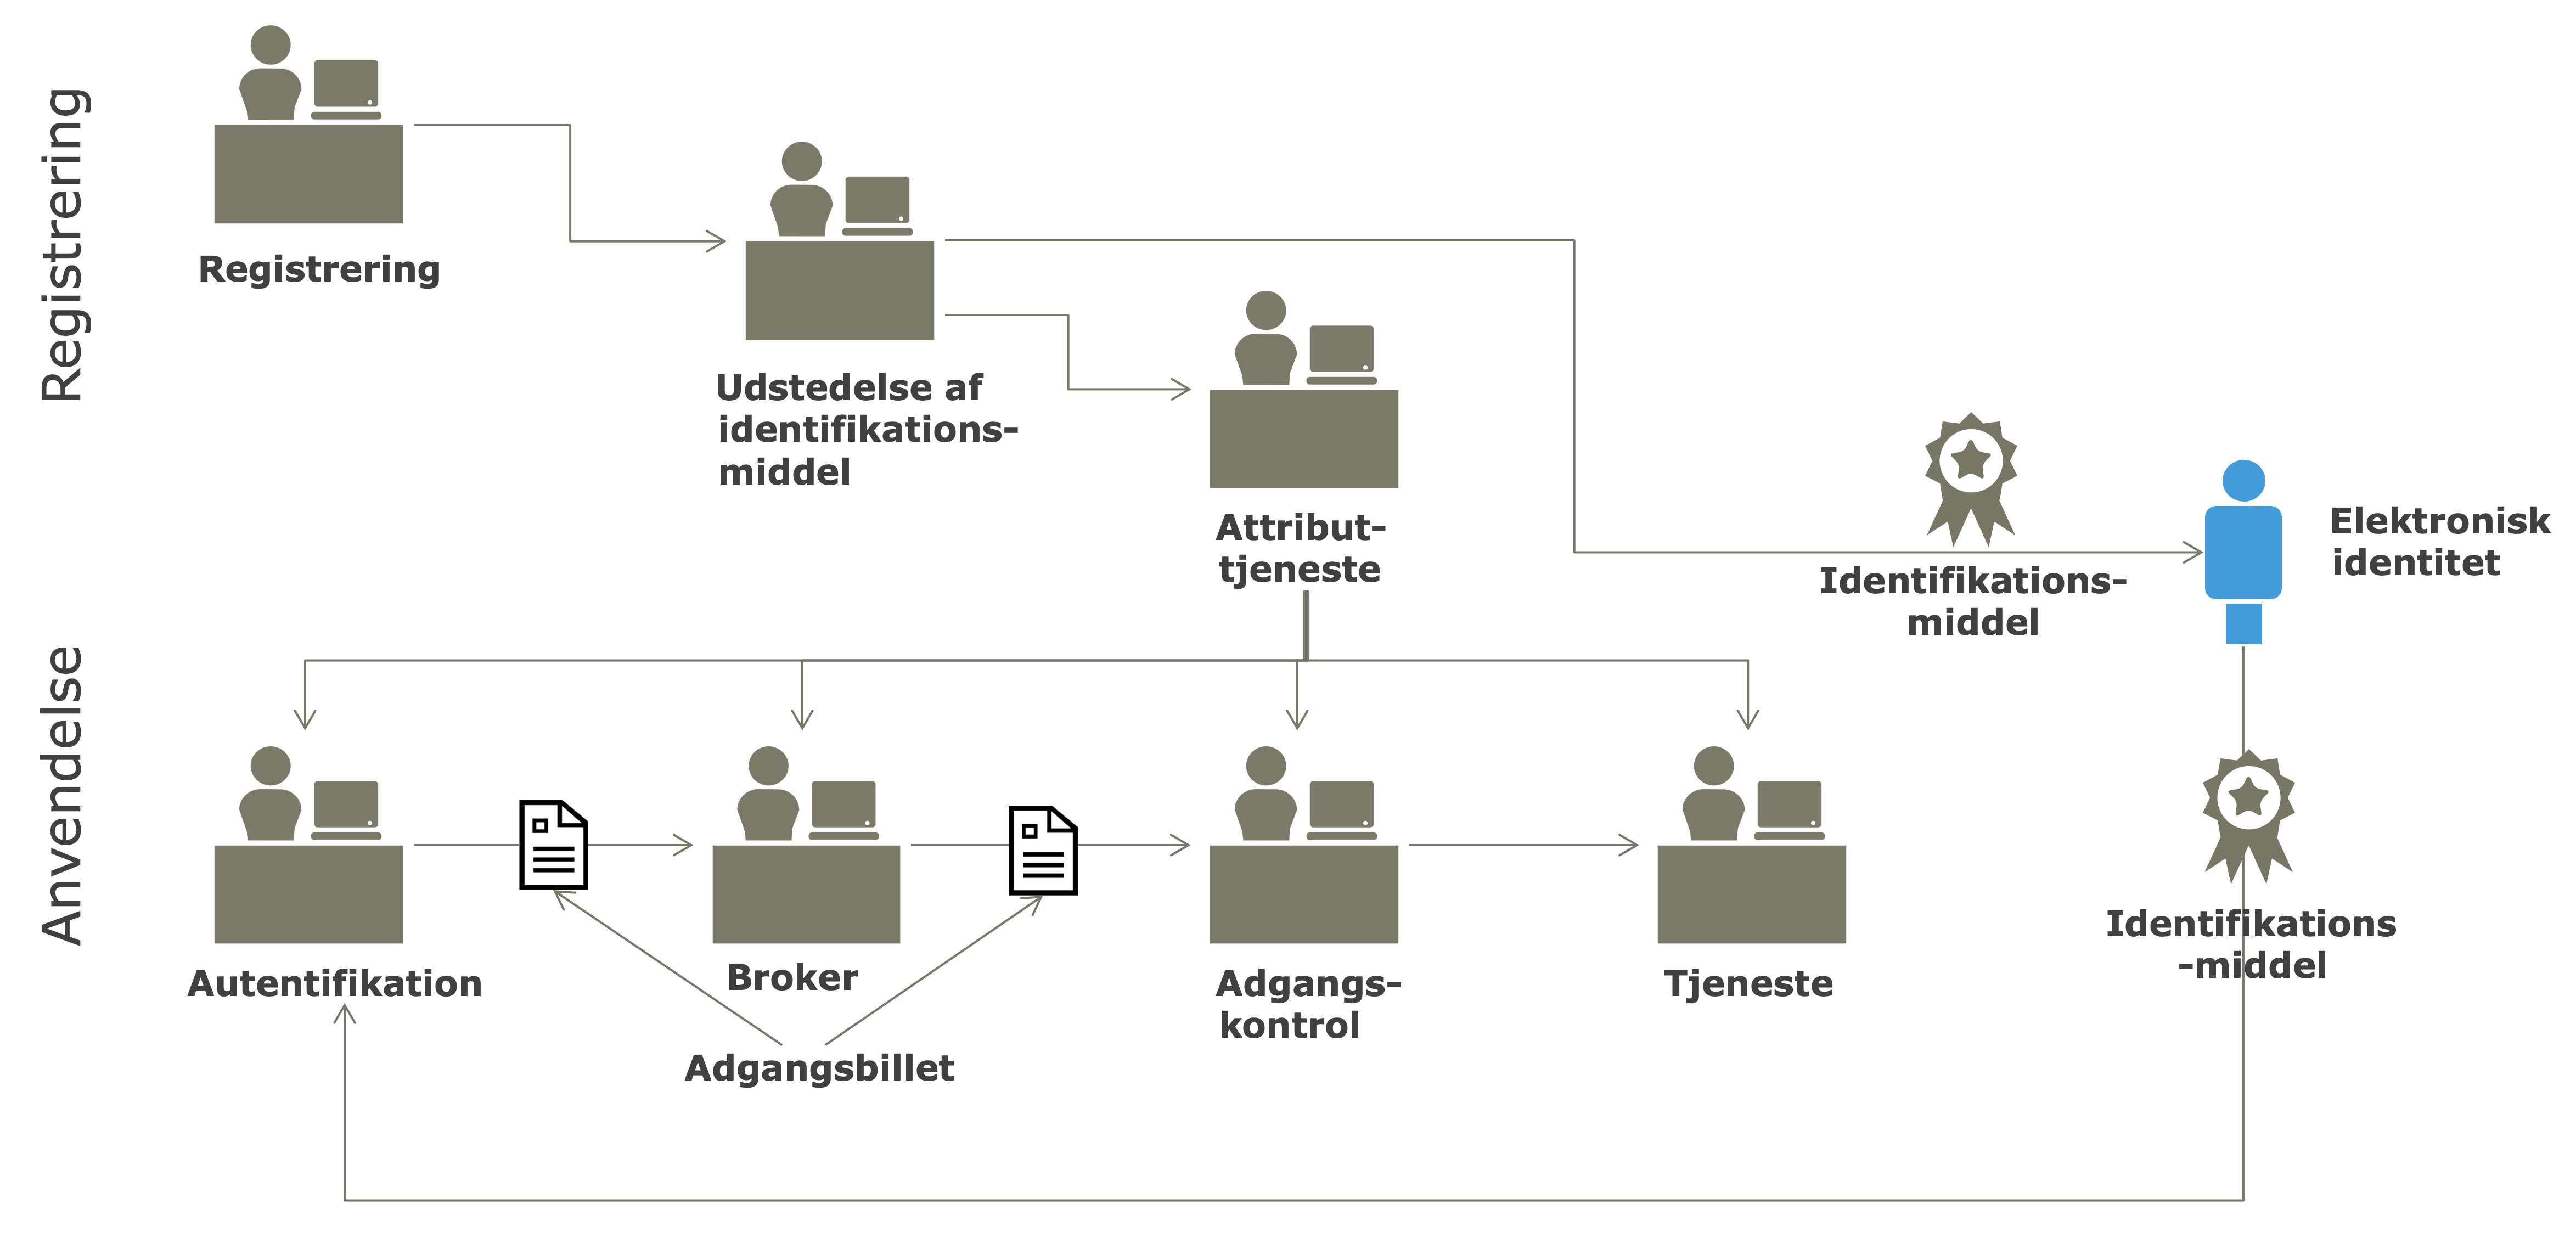 Registrering
Registrering
Udstedelse af
identifikations-
middel
Attribut-
tjeneste
Identifikations-
middel
Elektronisk
identitet
Anvendelse
Autentifikation
Broker
Adgangs-
kontrol
Tjeneste
Identifikations
-middel
Adgangsbillet